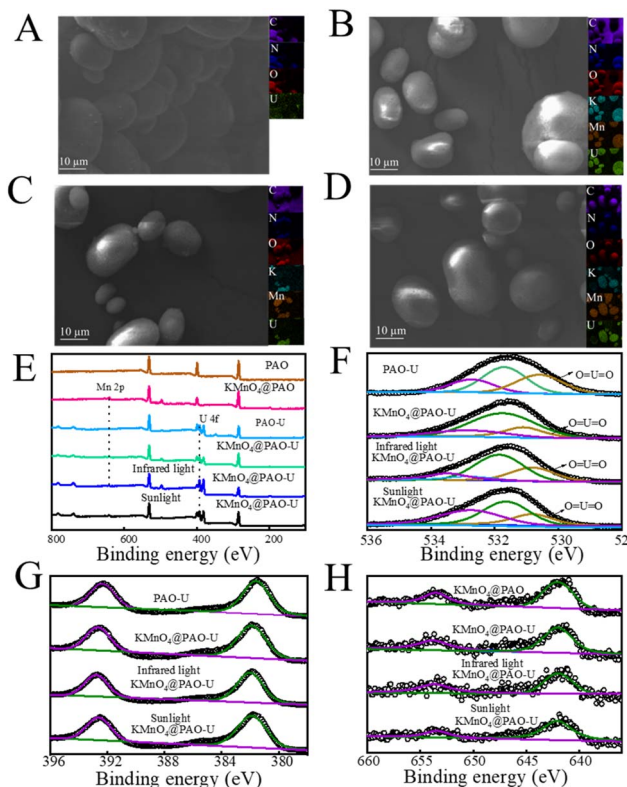 A
C
N
O
U
10 μm
B
C
N
O
K
Mn
U
10 μm
C
C
N
O
K
Mn
U
10 μm
D
C
N
O
K
Mn
U
10 μm
E
PAO
Mn 2p
KMnO₄@PAO
PAO-U
U 4f
KMnO₄@PAO-U
Infrared light
KMnO₄@PAO-U
Sunlight
KMnO₄@PAO-U
800 600 400 200
Binding energy (eV)
F
PAO-U
O=U=O
KMnO₄@PAO-U
O=U=O
Infrared light
KMnO₄@PAO-U
O=U=O
Sunlight
KMnO₄@PAO-U
O=U=O
536 534 532 530 52
Binding energy (eV)
G
PAO-U
KMnO₄@PAO-U
Infrared light
KMnO₄@PAO-U
Sunlight
KMnO₄@PAO-U
396 392 388 384 380
Binding energy (eV)
H
KMnO₄@PAO
KMnO₄@PAO-U
Infrared light
KMnO₄@PAO-U
Sunlight
KMnO₄@PAO-U
660 655 650 645 640
Binding energy (eV)